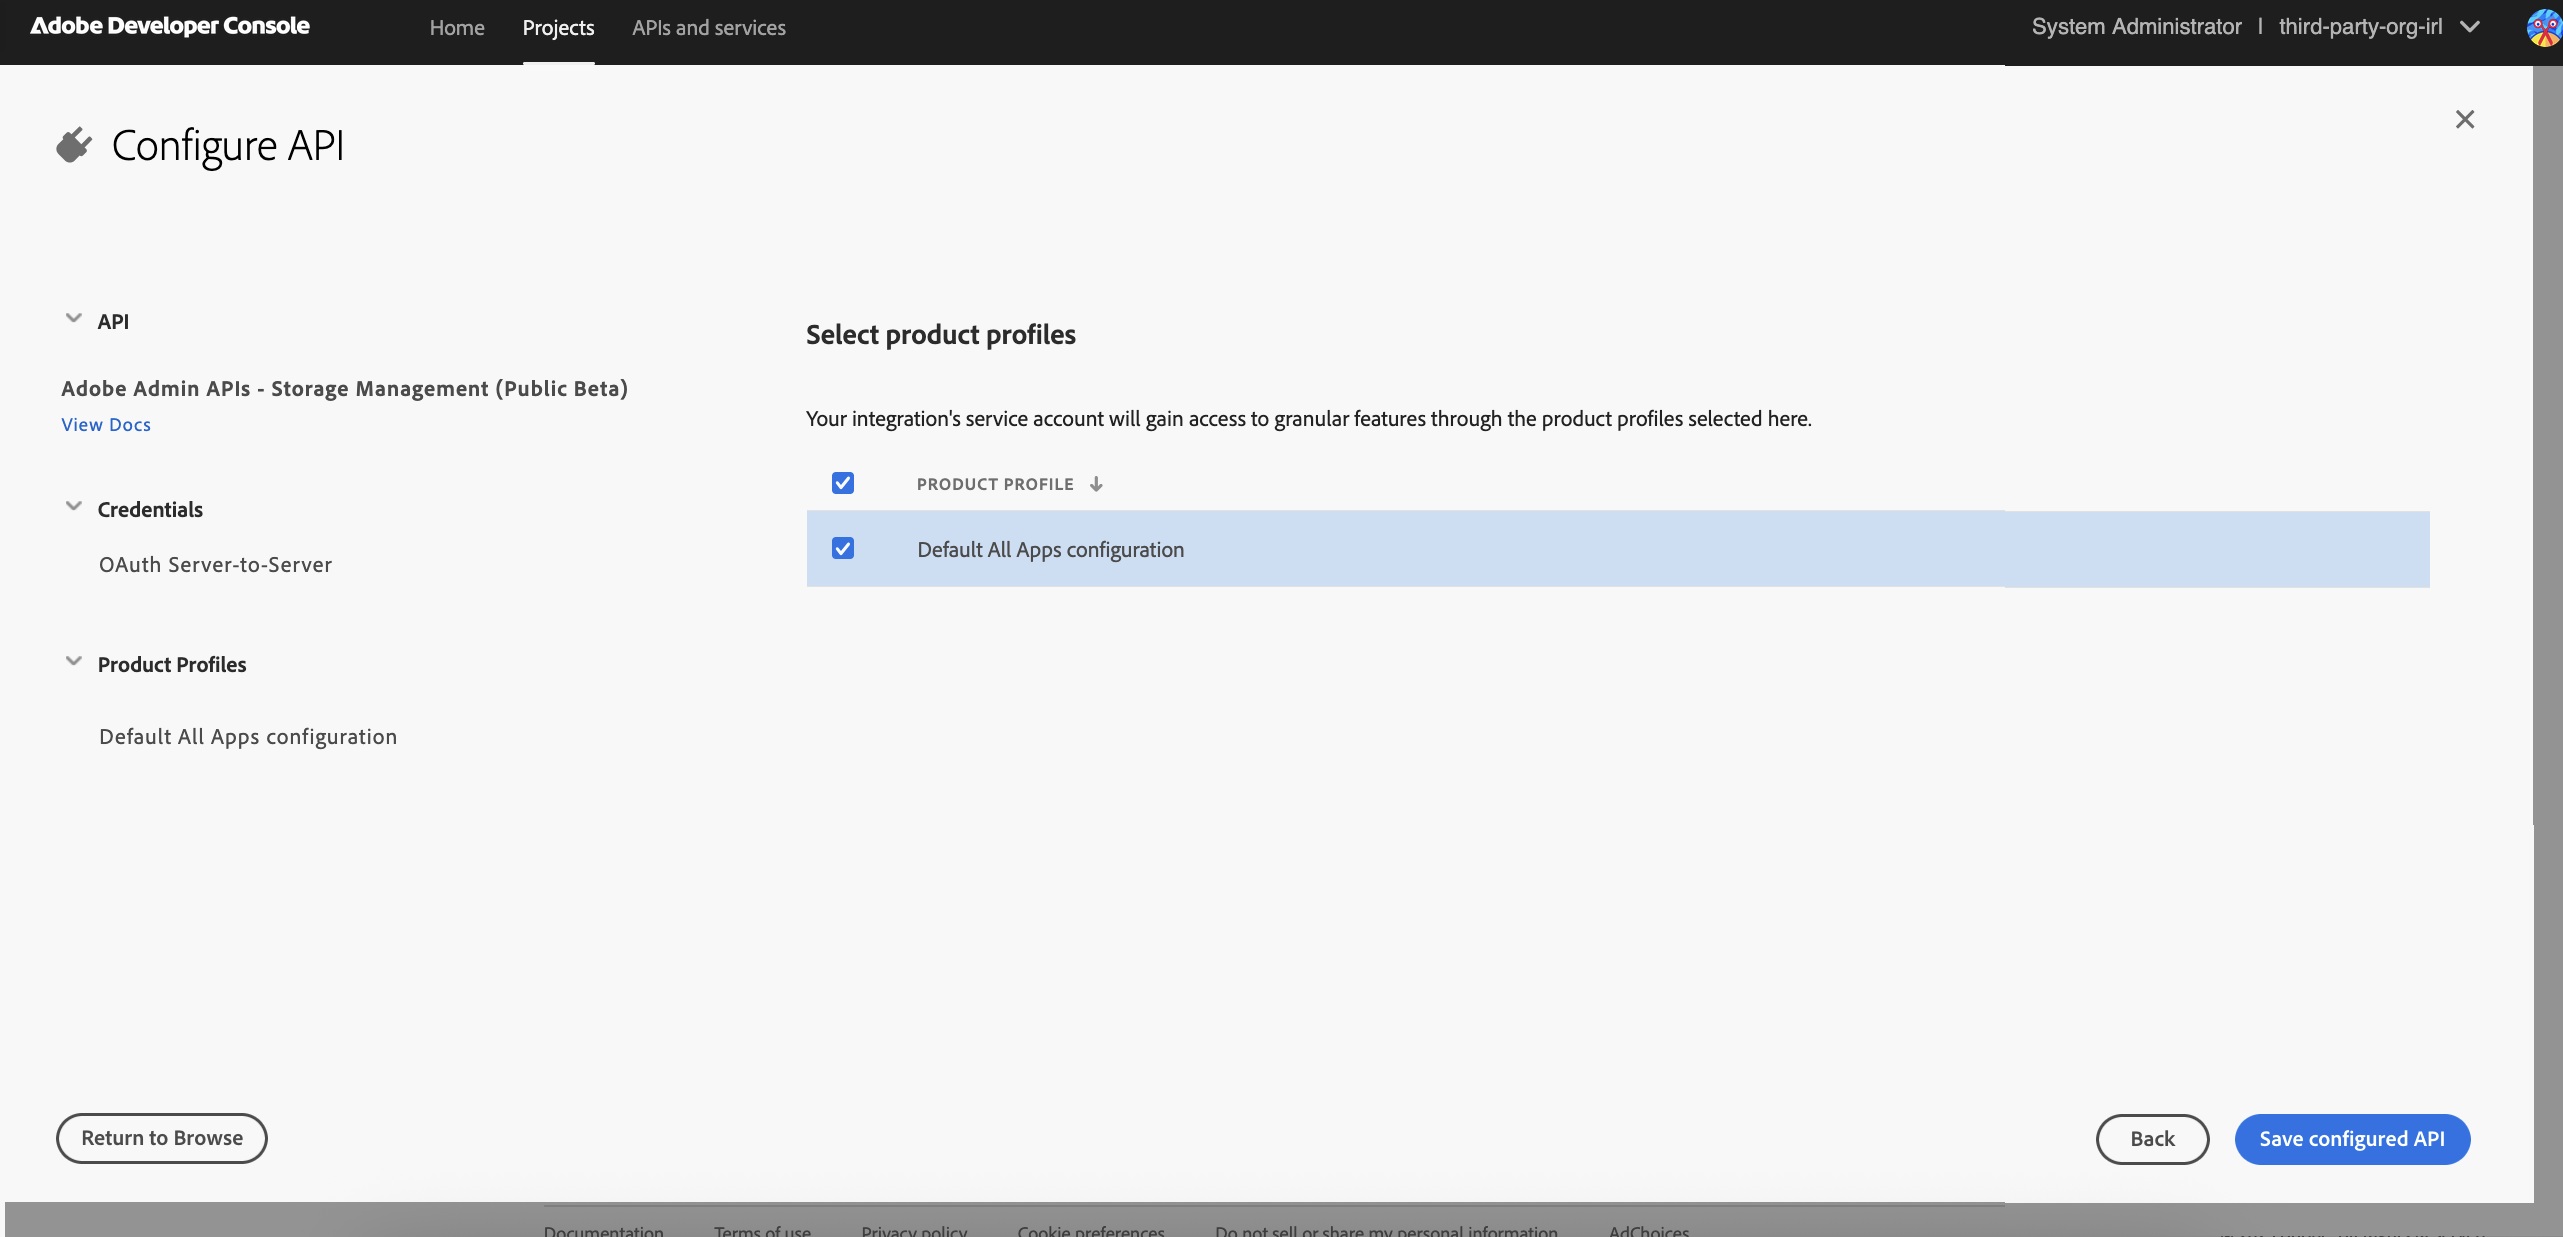 Adobe Developer Console
Home
Projects
APIs and services
System Administrator | third-party-org-irl
Configure API
API
Adobe Admin APIs - Storage Management (Public Beta)
View Docs
Credentials
OAuth Server-to-Server
Product Profiles
Default All Apps configuration
Select product profiles
Your integration's service account will gain access to granular features through the product profiles selected here.
PRODUCT PROFILE
Default All Apps configuration
Return to Browse
Back
Save configured API
Documentation
Terms of use
Privacy policy
Cookie preferences
Do not sell or share my personal information
AdChoices